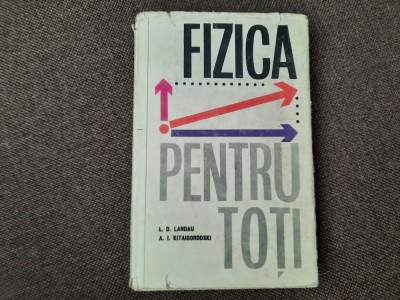 FIZICA
PENTRU
TOȚI
L. D. LANDAU
A. I. KITAIGORODSKI